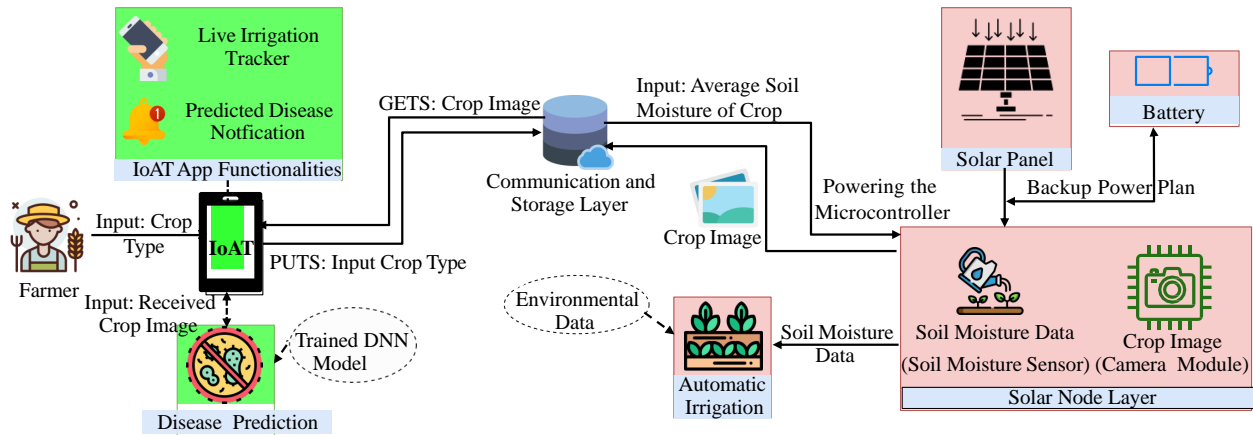 Live Irrigation
Tracker
1
Predicted Disease
Notfication
IoAT App Functionalities
Farmer
Input: Crop
Type
IoAT
GETS: Crop Image
PUTS: Input Crop Type
Input: Received
Crop Image
Trained DNN
Model
Disease Prediction
Communication and
Storage Layer
Input: Average Soil
Moisture of Crop
Crop Image
Powering the
Microcontroller
Solar Panel
Battery
Backup Power Plan
Environmental
Data
Automatic
Irrigation
Soil Moisture
Data
Soil Moisture Data
(Soil Moisture Sensor)
Crop Image
(Camera Module)
Solar Node Layer